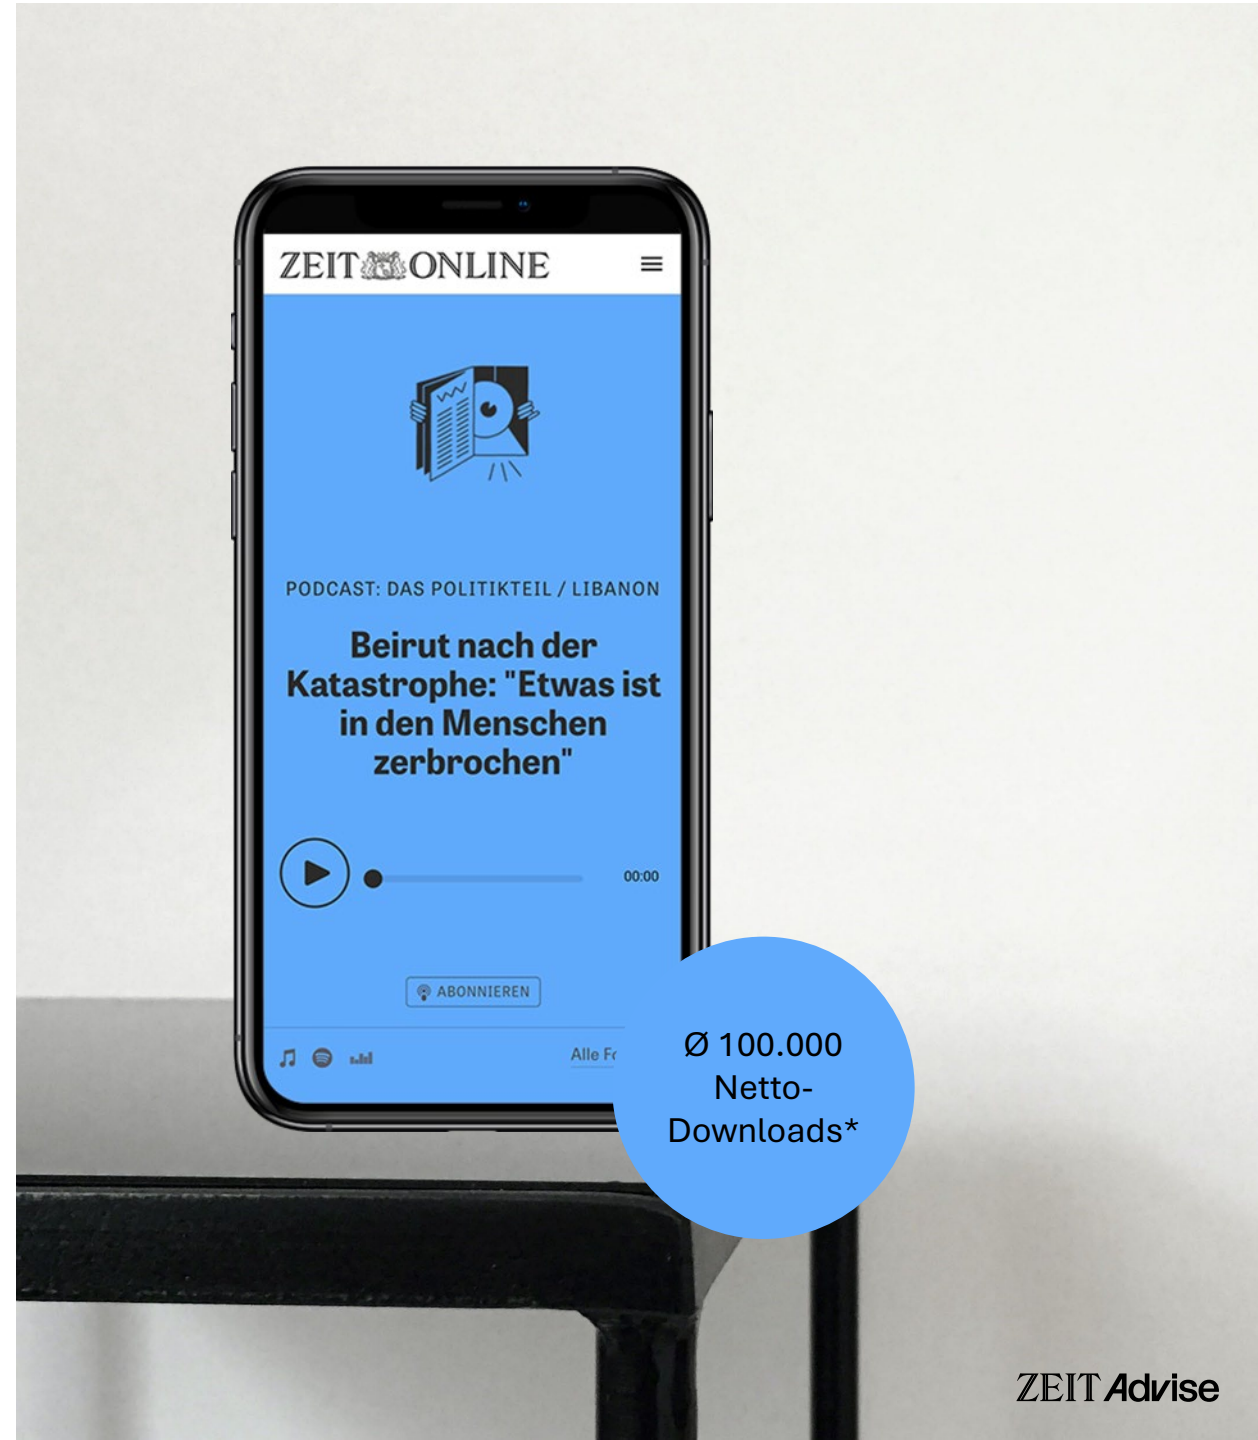 ZEIT ONLINE
PODCAST: DAS POLITIKTEIL / LIBANON
Beirut nach der
Katastrophe: "Etwas ist
in den Menschen
zerbrochen"
00:00
ABONNIEREN
Alle
Ø 100.000
Netto-
Downloads*
ZEIT Advise